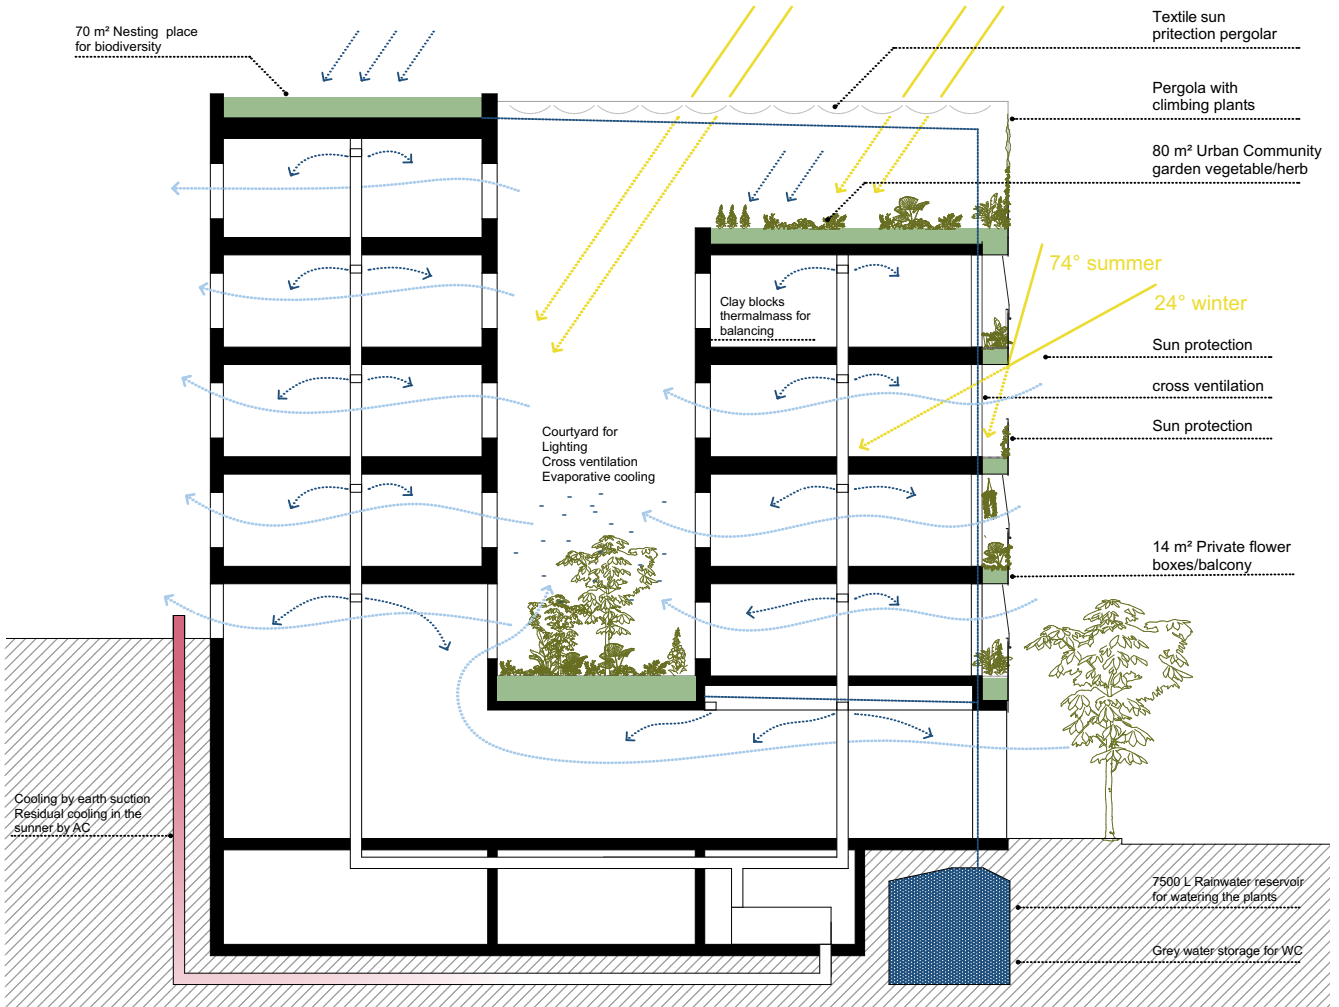 70 m² Nesting place
for biodiversity
Textile sun
pritection pergolar
Pergola with
climbing plants
80 m² Urban Community
garden vegetable/herb
74° summer
24° winter
Clay blocks
thermalmass for
balancing
Sun protection
cross ventilation
Sun protection
Courtyard for
Lighting
Cross ventilation
Evaporative cooling
14 m² Private flower
boxes/balcony
Cooling by earth suction
Residual cooling in the
sunner by AC
7500 L Rainwater reservoir
for watering the plants
Grey water storage for WC